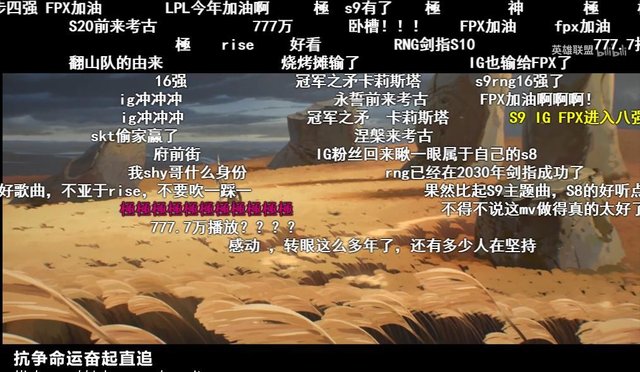 步四强 FPX加油 LPL今年加油啊 極 s9有了 極 神 極 極
S20前来考古 777万 卧槽！！！ FPX加油 fpx加油
極 rise 好看 RNG剑指S10 英雄联盟 bilibili 777.7
翻山队的由来 烧烤摊输了 IG也输给FPX了
16强 冠军之矛卡莉斯塔 s9rng16强了
ig冲冲冲 永誓前来考古 FPX加油啊啊啊！
ig冲冲冲 冠军之矛 卡莉斯塔 S9 IG FPX进入八强
skt偷家赢了 涅槃来考古
府前街 IG粉丝回来瞅一眼属于自己的s8
我shy哥什么身份 rng已经在2030年剑指成功了
好歌曲，不亚于rise，不要吹一踩一 果然比起S9主题曲，S8的好听点
極極極極極極極極極極極 不得不说这mv做得真的太好了
777.7万播放？？？？
感动 ，转眼这么多年了，还有多少人在坚持
抗争命运奋起直追